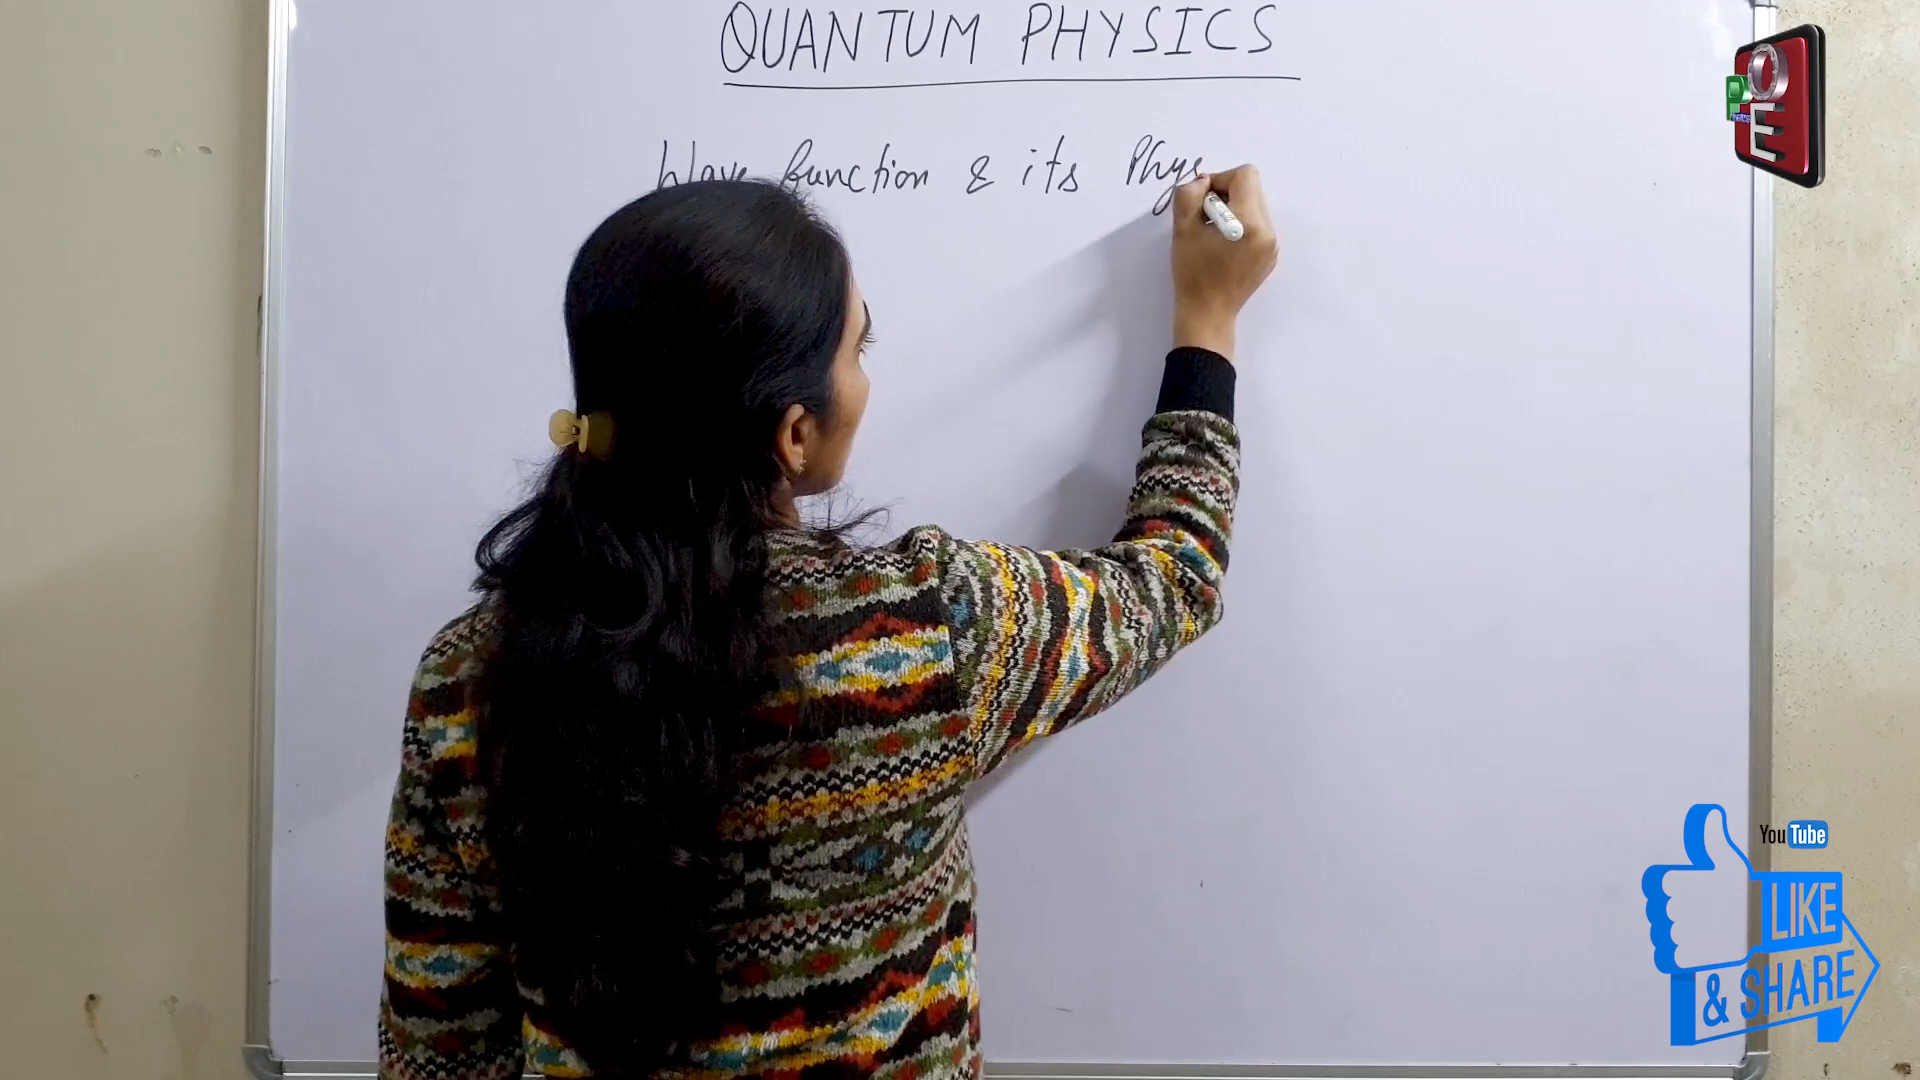 QUANTUM PHYSICS
Wave function & its Phys
P O E
You Tube
LIKE
& SHARE